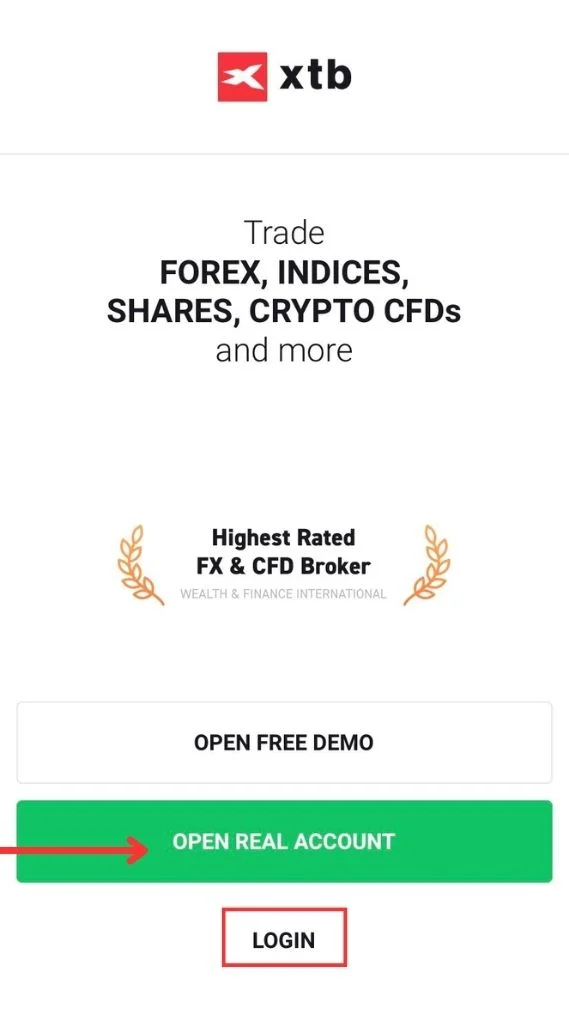 xtb
Trade
FOREX, INDICES,
SHARES, CRYPTO CFDs
and more
Highest Rated
FX & CFD Broker
WEALTH & FINANCE INTERNATIONAL
OPEN FREE DEMO
OPEN REAL ACCOUNT
LOGIN